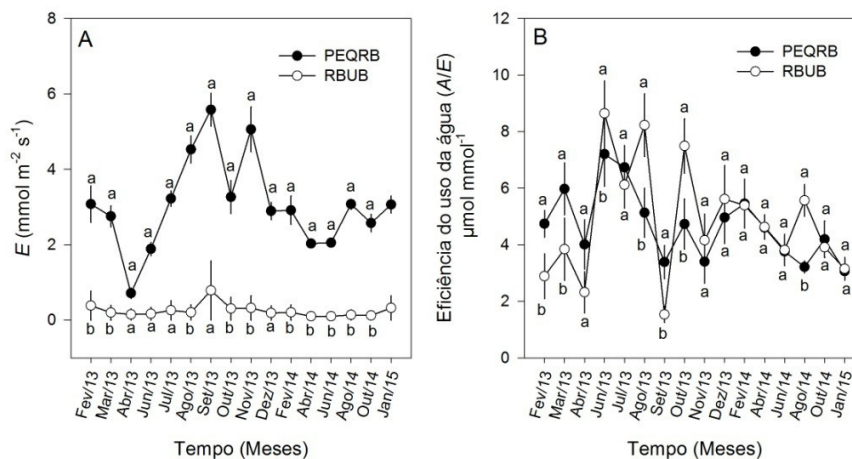 A
PEQRB
RBUB
E (mmol m⁻² s⁻¹)
8
6
4
2
0
a a a a a a a a a a a a a a a
b b a a a b a b b a b b b b b
Fev/13 Mar/13 Abr/13 Jun/13 Jul/13 Ago/13 Set/13 Out/13 Nov/13 Dez/13 Fev/14 Abr/14 Jun/14 Ago/14 Out/14 Jan/15
Tempo (Meses)
B
PEQRB
RBUB
Eficiência do uso da água (A/E)
μmol mmol⁻¹
12
10
8
6
4
2
0
a a a a a a a a a a a a a a a a
b b a b a b b b a a a a a b a a
Fev/13 Mar/13 Abr/13 Jun/13 Jul/13 Ago/13 Set/13 Out/13 Nov/13 Dez/13 Fev/14 Abr/14 Jun/14 Ago/14 Out/14 Jan/15
Tempo (Meses)